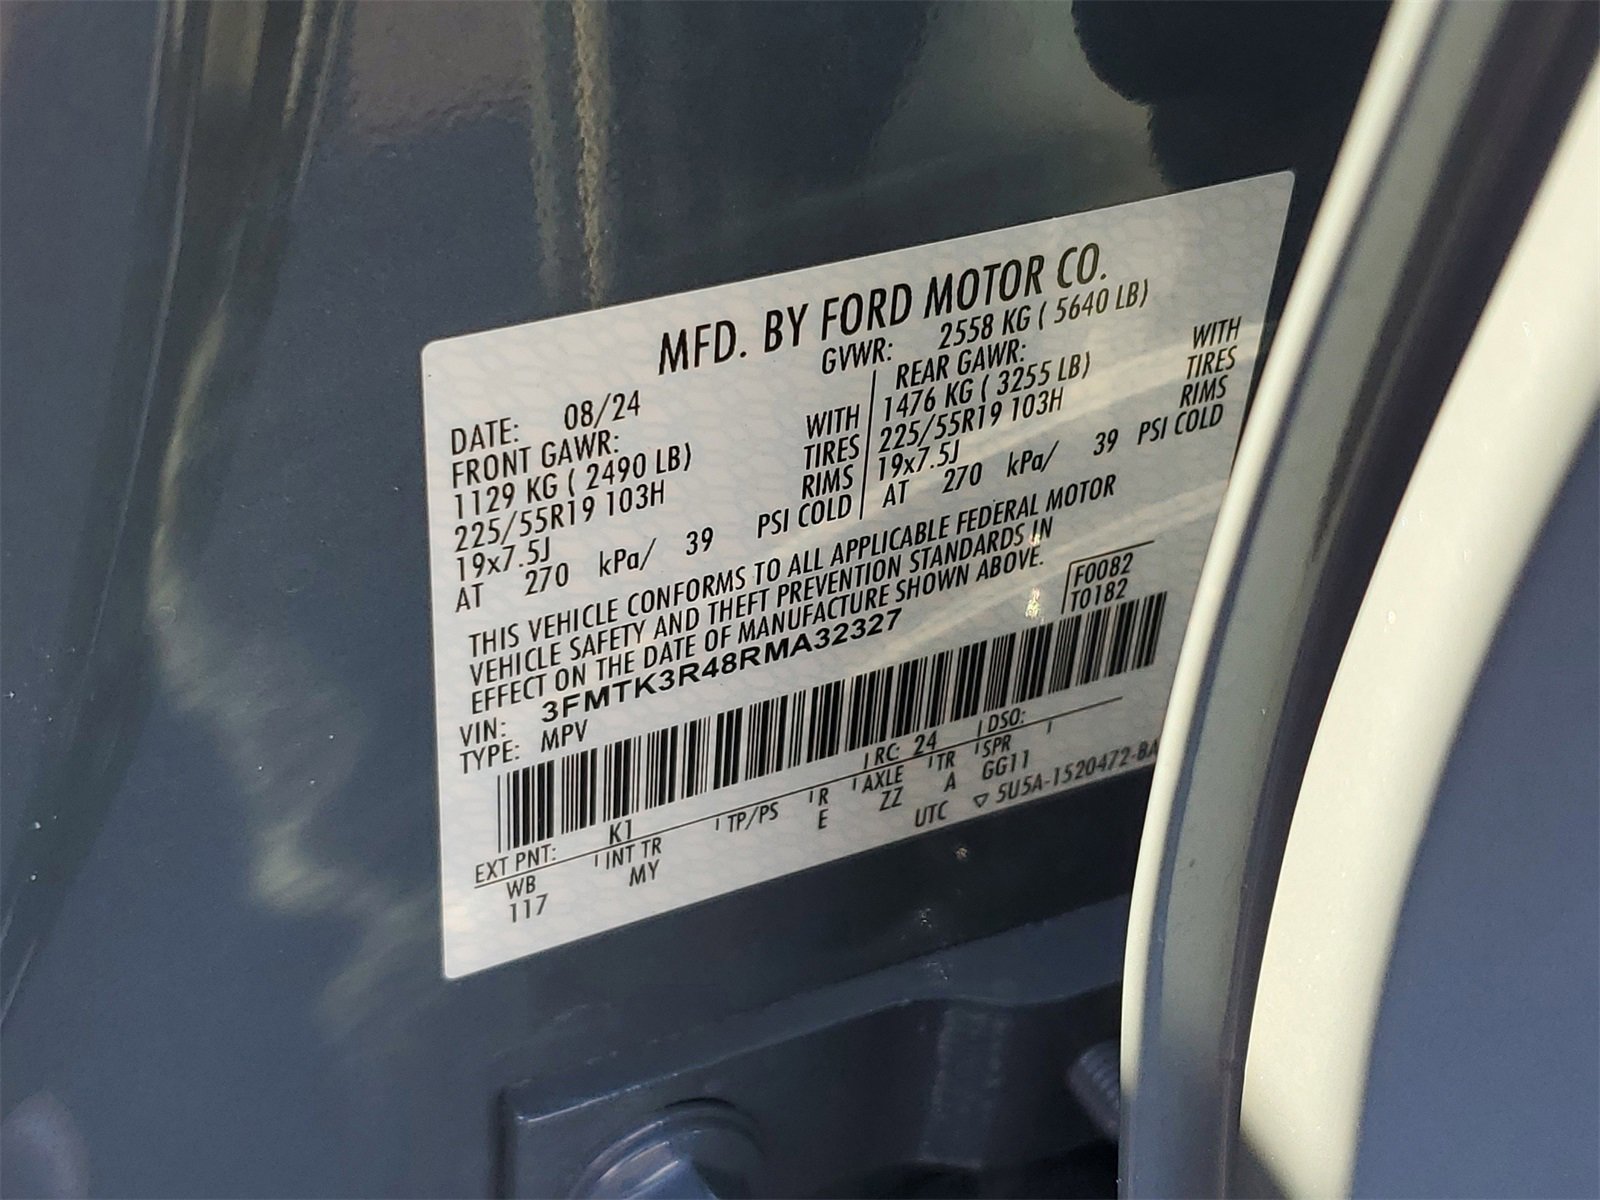 MFD. BY FORD MOTOR CO.
DATE: 08/24 GVWR: 2558 KG ( 5640 LB)
FRONT GAWR: REAR GAWR:
1129 KG ( 2490 LB) WITH 1476 KG ( 3255 LB) WITH
225/55R19 103H TIRES 225/55R19 103H TIRES
19x7.5J RIMS 19x7.5J RIMS
AT 270 kPa/ 39 PSI COLD AT 270 kPa/ 39 PSI COLD
THIS VEHICLE CONFORMS TO ALL APPLICABLE FEDERAL MOTOR
VEHICLE SAFETY AND THEFT PREVENTION STANDARDS IN
EFFECT ON THE DATE OF MANUFACTURE SHOWN ABOVE.
F0082
T0182
VIN: 3FMTK3R48RMA32327
TYPE: MPV
EXT PNT: K1 RC: 24 DSO:
WB INT TR TP/PS R AXLE TR SPR
117 MY E ZZ A GG11
UTC ▽ 5U5A-1520472-BA